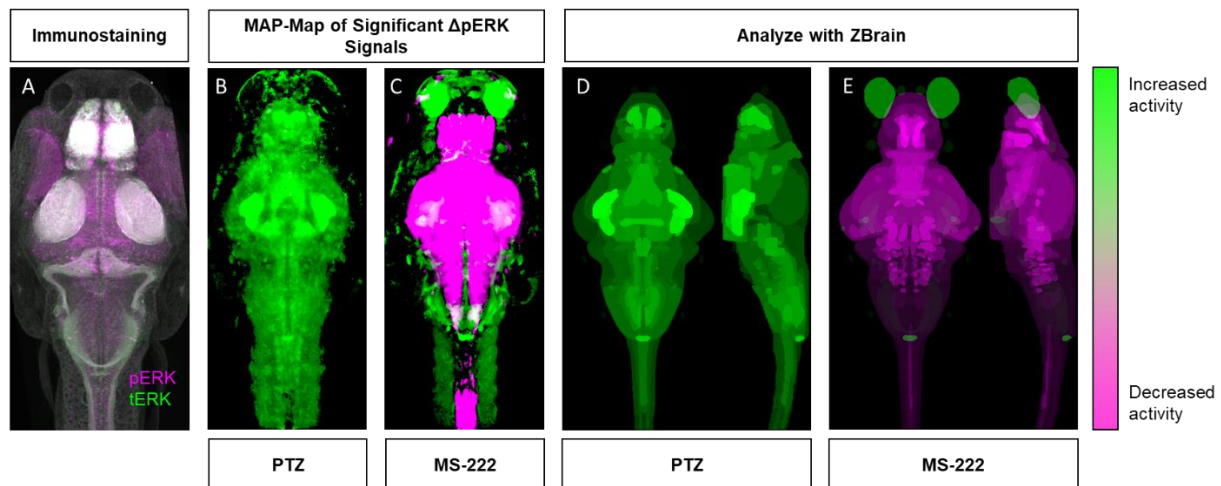 Immunostaining
MAP-Map of Significant ΔpERK
Signals
Analyze with ZBrain
A
B
C
D
E
pERK
tERK
Increased
activity
Decreased
activity
PTZ
MS-222
PTZ
MS-222